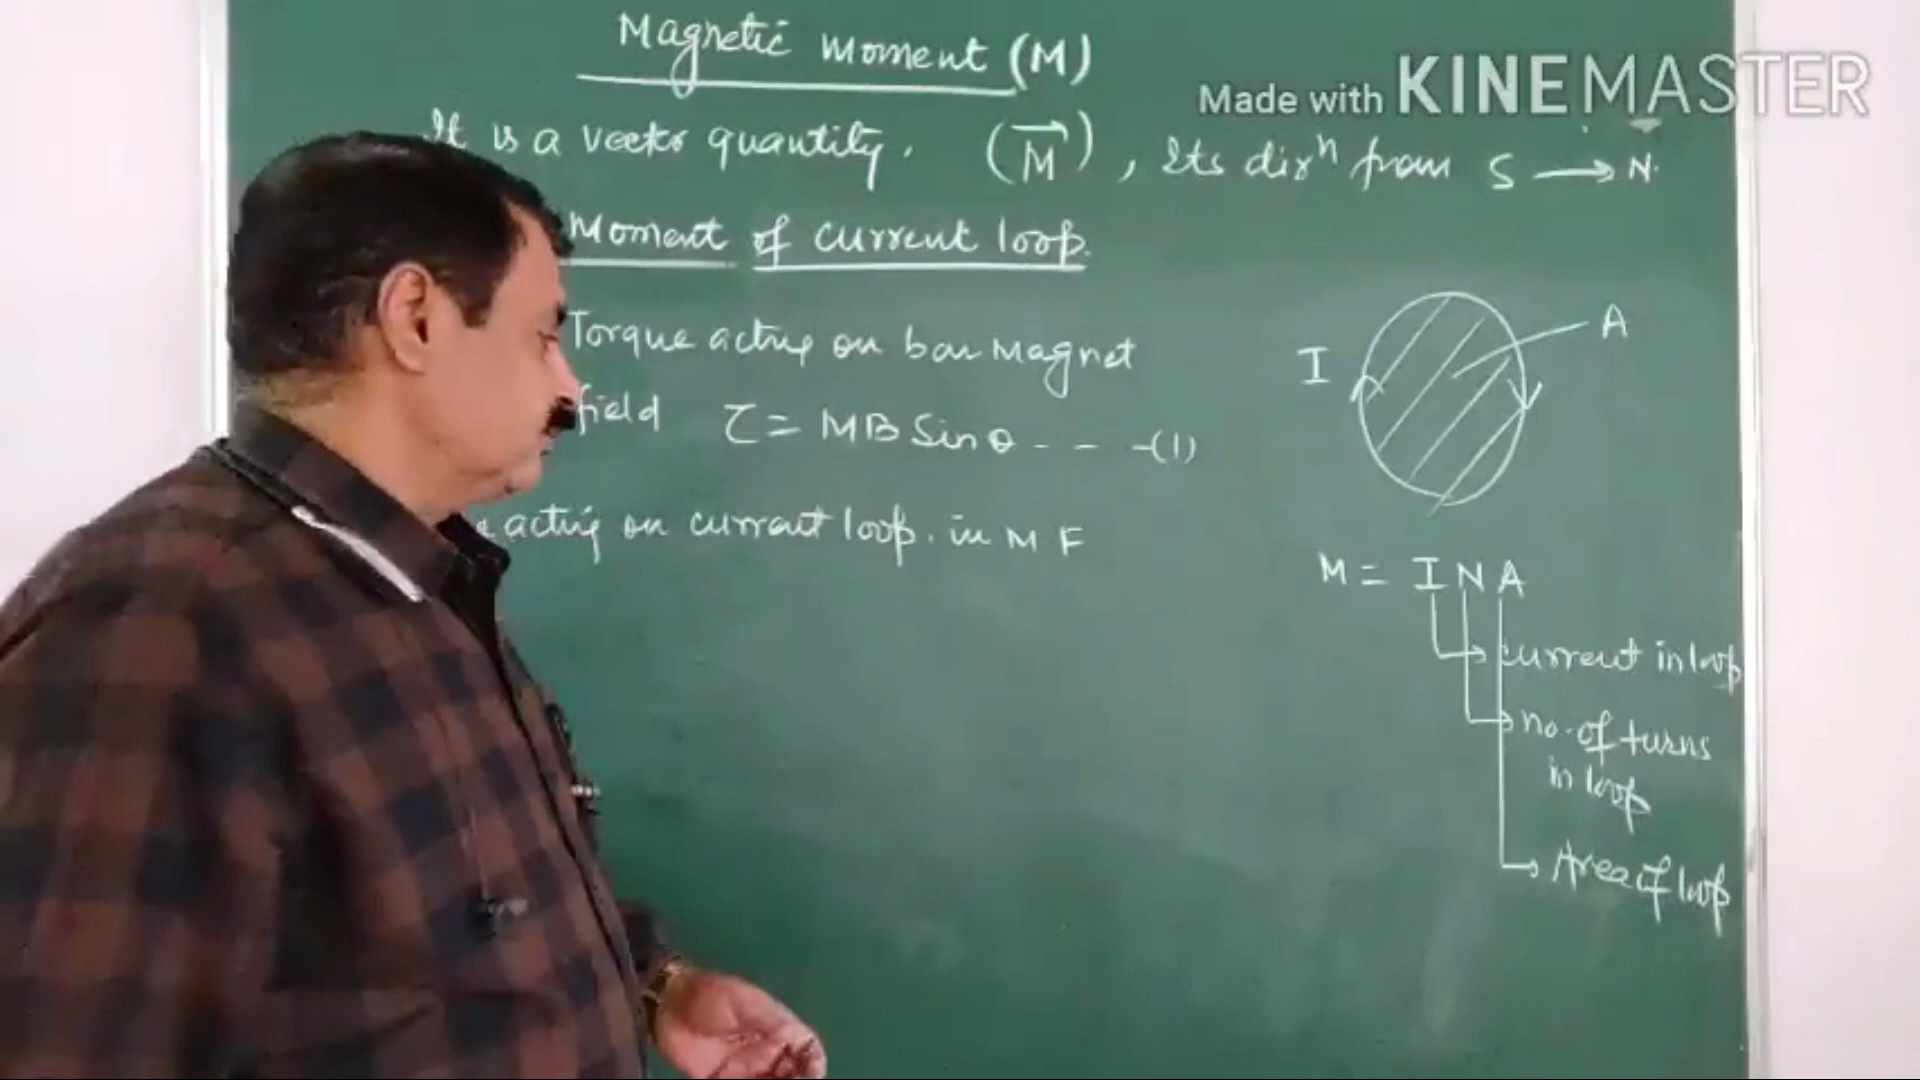 Magnetic Moment (M)
Made with KINEMASTER
It is a vector quantity. (M⃗), Its dirⁿ from S → N.
Moment of current loop.
Torque acting on bar magnet
field τ = MB Sin θ - - -(1)
acting on current loop. in M F
I
A
M = I N A
current in loop
no. of turns
in loop
Area of loop